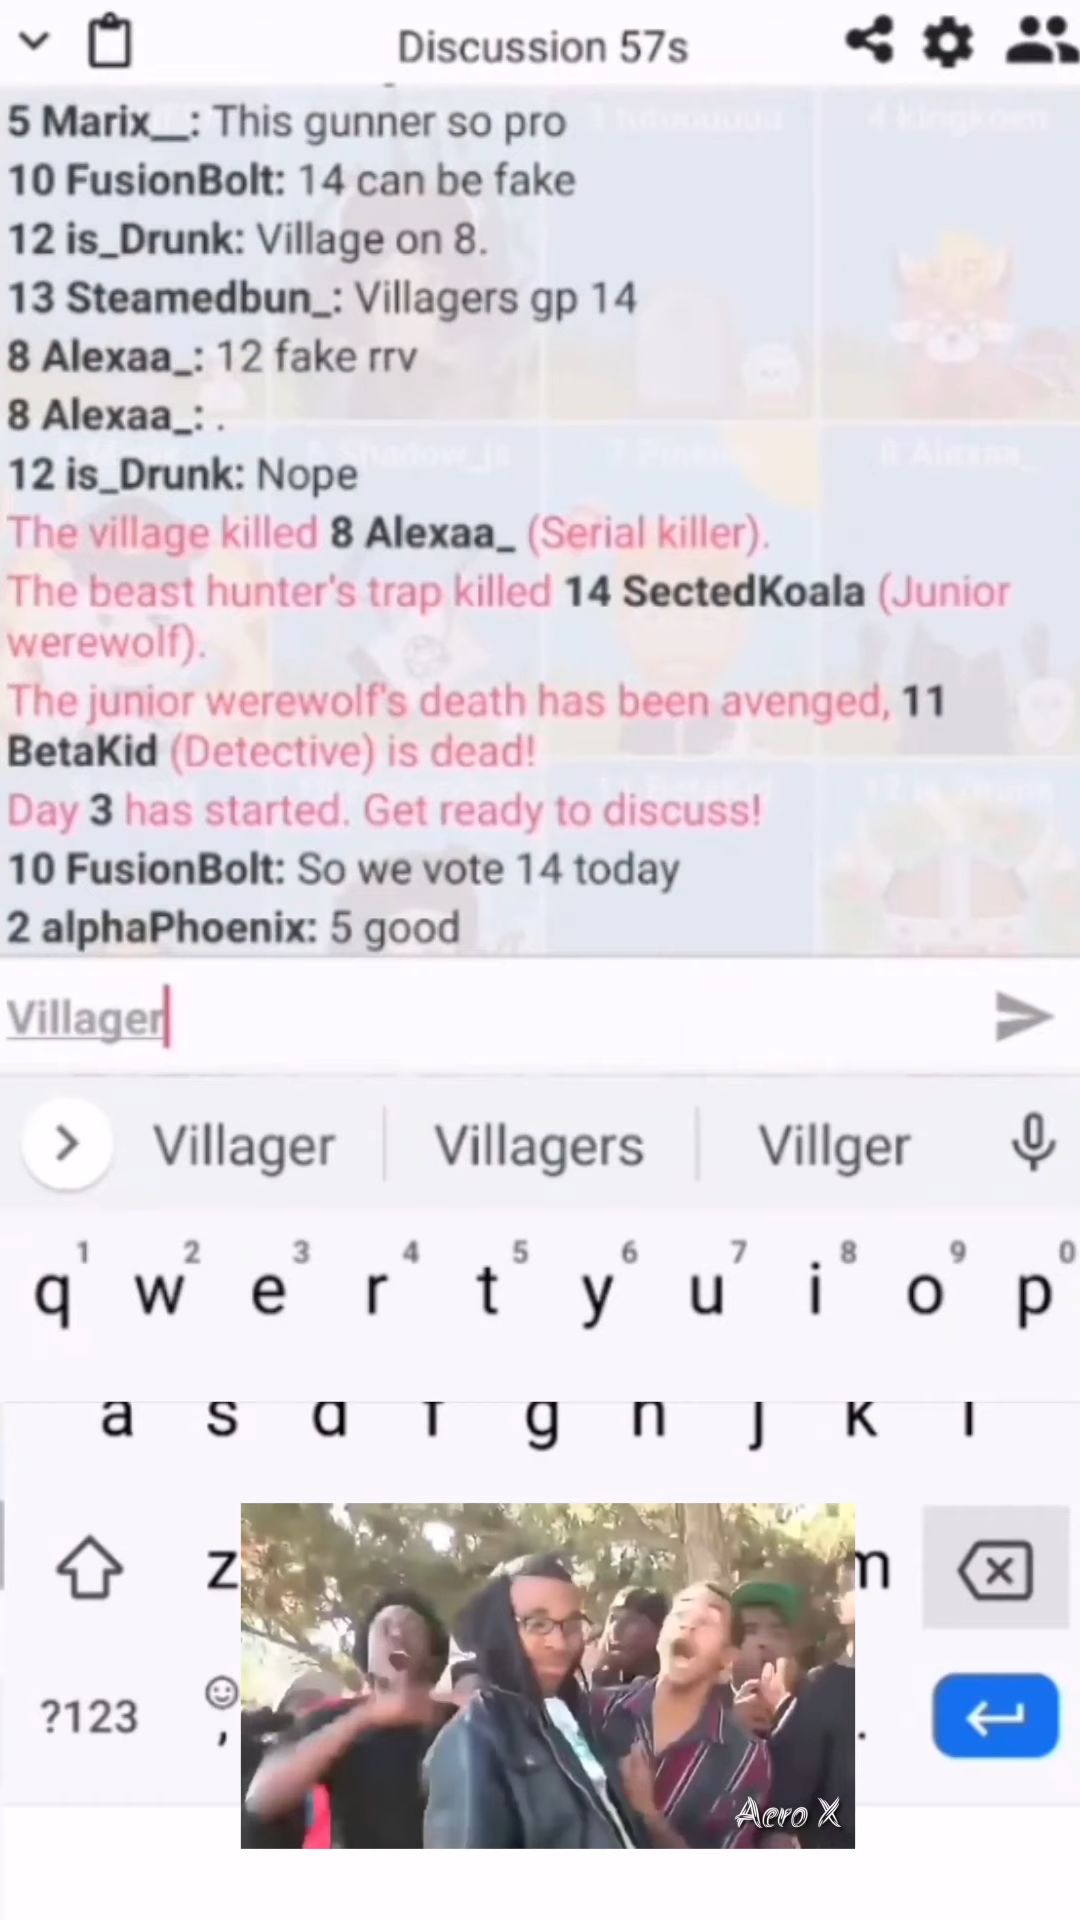 Discussion 57s
5 Marix__: This gunner so pro
10 FusionBolt: 14 can be fake
12 is_Drunk: Village on 8.
13 Steamedbun_: Villagers gp 14
8 Alexaa_: 12 fake rrv
8 Alexaa_: .
12 is_Drunk: Nope
The village killed 8 Alexaa_ (Serial killer).
The beast hunter's trap killed 14 SectedKoala (Junior
werewolf).
The junior werewolf's death has been avenged, 11
BetaKid (Detective) is dead!
Day 3 has started. Get ready to discuss!
10 FusionBolt: So we vote 14 today
2 alphaPhoenix: 5 good
Villager
Villager Villagers Villger
1 2 3 4 5 6 7 8 9 0
q w e r t y u i o p
a s d f g h j k l
z m
?123 , .
Aero X